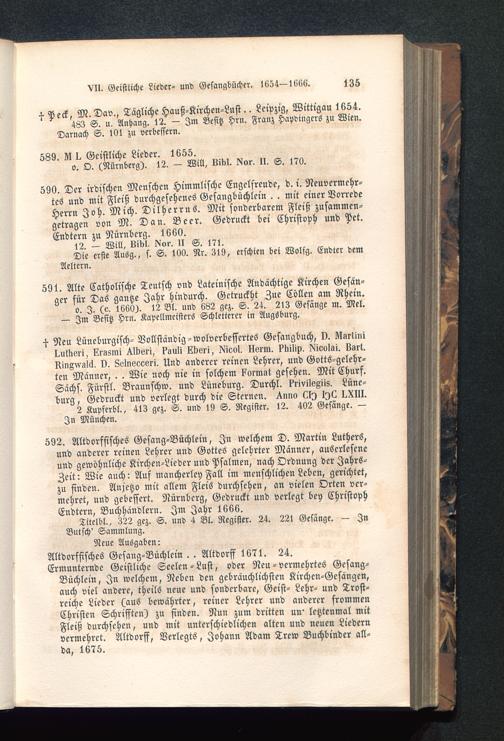 VII. Geistliche Lieder- und Gesangbücher. 1654—1666. 135
† Peck, M. Dav., Tägliche Hauß-Kirchen-Lust . . Leipzig, Wittigau 1654.
483 S. u. Anhang. 12. — Im Besitz Hrn. Franz Haydingers zu Wien.
Darnach S. 101 zu verbessern.
589. M L Geistliche Lieder. 1655.
o. O. (Nürnberg). 12. — Will, Bibl. Nor. II. S. 170.
590. Der irdischen Menschen Himmlische Engelfreude, d. i. Neuvermehr-
tes und mit Fleiß durchgesehenes Gesangbüchlein . . mit einer Vorrede
Herrn Joh. Mich. Dilherrns. Mit sonderbarem Fleiß zusammen-
getragen von M. Dan. Beer. Gedruckt bei Christoph und Pet.
Endtern zu Nürnberg. 1660.
12. — Will, Bibl. Nor. II S. 171.
Die erste Ausg., s. S. 100. Nr. 319, erschien bei Wolfg. Endter dem
Aeltern.
591. Alte Catholische Teutsch vnd Lateinische Andächtige Kirchen Gesän-
ger für Das gantze Jahr hindurch. Getruckht Zue Cöllen am Rhein.
o. J. (c. 1660). 12 Bl. und 682 gez. S. 24. 213 Gesänge m. Mel.
— Im Besitz Hrn. Kapellmeisters Schletterer in Augsburg.
† Neu Lüneburgisch- Vollständig- wolverbessertes Gesangbuch, D. Martini
Lutheri, Erasmi Alberi, Pauli Eberi, Nicol. Herm. Philip. Nicolai. Bart.
Ringwald. D. Selnecceri. Und anderer reinen Lehrer, und Gotts-gelehr-
ten Männer, . . Wie noch nie in solchem Format gesehen. Mit Churf.
Sächs. Fürstl. Braunschw. und Lüneburg. Durchl. Privilegiis. Lüne-
burg, Gedruckt und verlegt durch die Sternen. Anno CIↃ IↃC LXIII.
2 Kupferbl., 413 gez. S. und 19 S. Register. 12. 402 Gesänge. —
In München.
592. Altdorffisches Gesang-Büchlein, In welchem D. Martin Luthers,
und anderer reinen Lehrer und Gottes gelehrter Männer, auserlesene
und gewöhnliche Kirchen-Lieder und Psalmen, nach Ordnung der Jahrs-
Zeit: Wie auch: Auf mancherley Fall im menschlichen Leben, gerichtet,
zu finden. Anjetzo mit allem Fleis durchsehen, an vielen Orten ver-
mehret, und gebessert. Nürnberg, Gedruckt und verlegt bey Christoph
Endtern, Buchhändlern. Im Jahr 1666.
Titelbl., 322 gez. S. und 4 Bl. Register. 24. 221 Gesänge. — In
Butsch' Sammlung.
Neue Ausgaben:
Altdorffisches Gesang-Büchlein . . Altdorff 1671. 24.
Ermunternde Geistliche Seelen-Lust, oder Neu-vermehrtes Gesang-
Büchlein, In welchem, Neben den gebräuchlichsten Kirchen-Gesängen,
auch viel andere, theils neue und sonderbare, Geist- Lehr- und Trost-
reiche Lieder (aus bewährter, reiner Lehrer und anderer frommen
Christen Schrifften) zu finden. Nun zum dritten un' letztenmal mit
Fleiß durchsehen, und mit unterschiedlichen alten und neuen Liedern
vermehret. Altdorff, Verlegts, Johann Adam Trew Buchbinder all-
da, 1675.